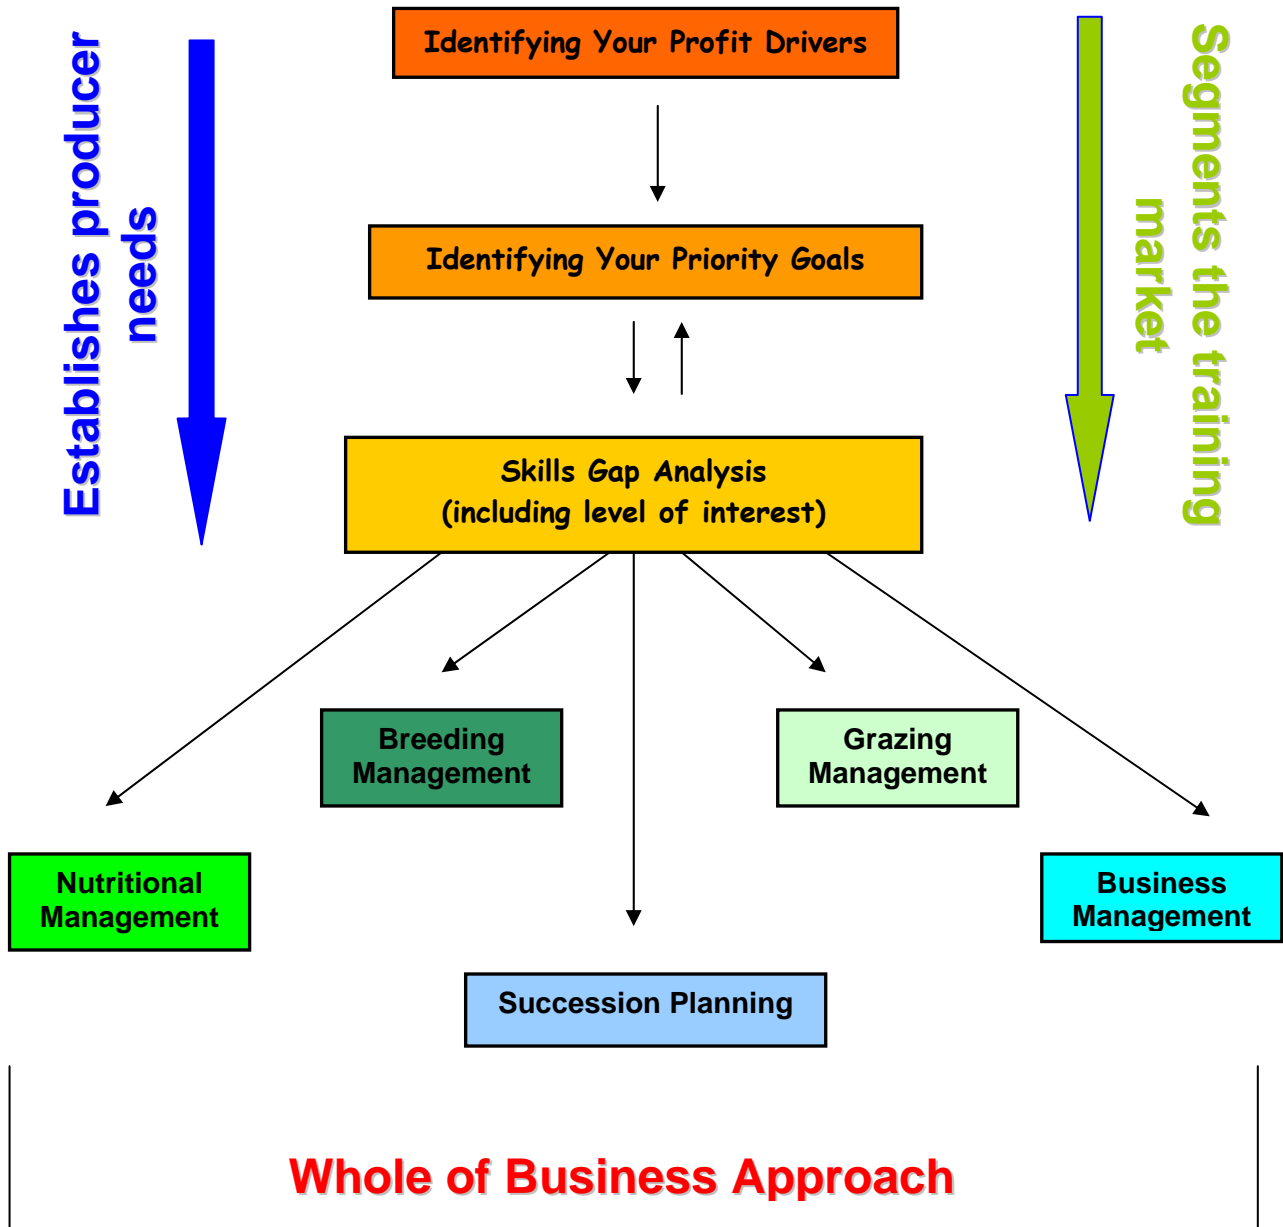 Identifying Your Profit Drivers
Establishes producer
needs
Segments the training
market
Identifying Your Priority Goals
Skills Gap Analysis
(including level of interest)
Breeding
Management
Grazing
Management
Nutritional
Management
Business
Management
Succession Planning
Whole of Business Approach